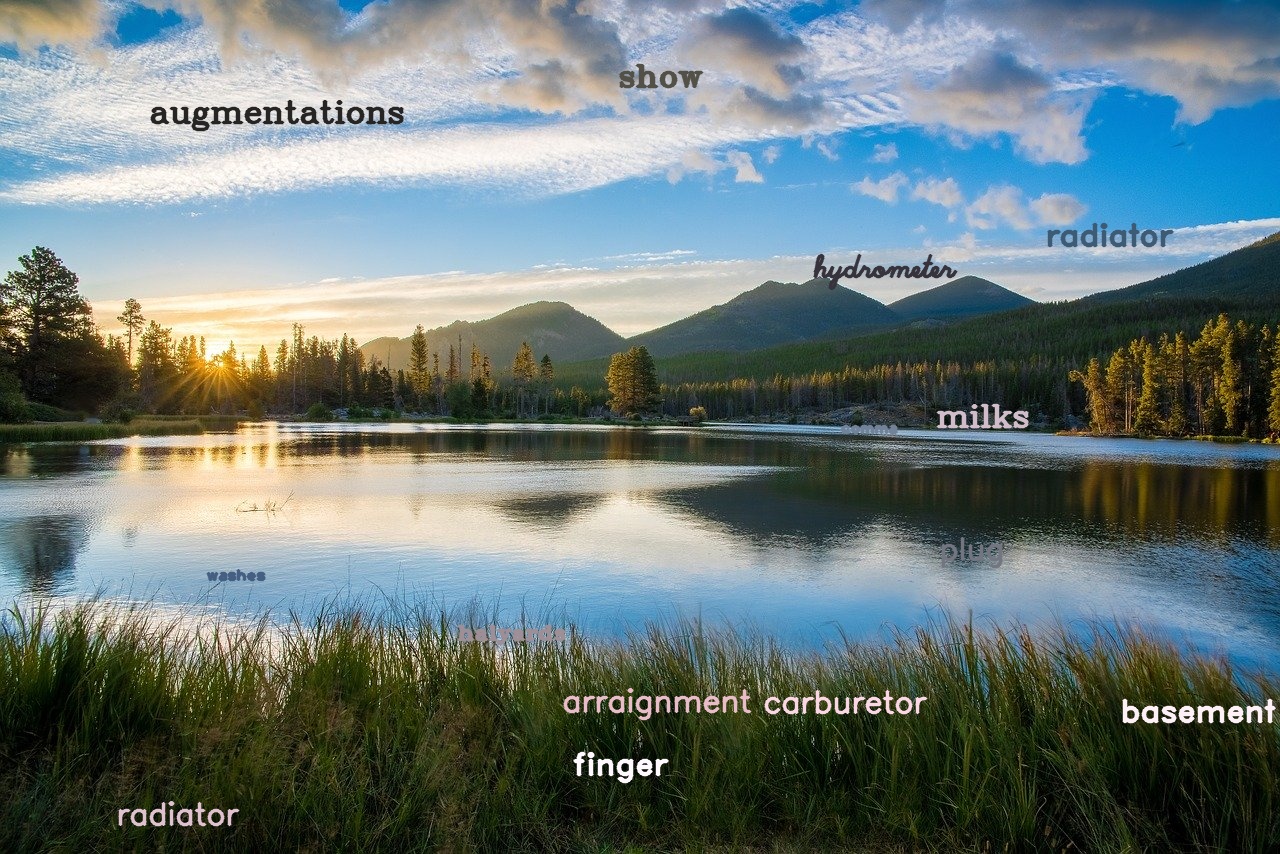 show
augmentations
radiator
hydrometer
milks
plug
washes
arraignment carburetor
basement
finger
radiator